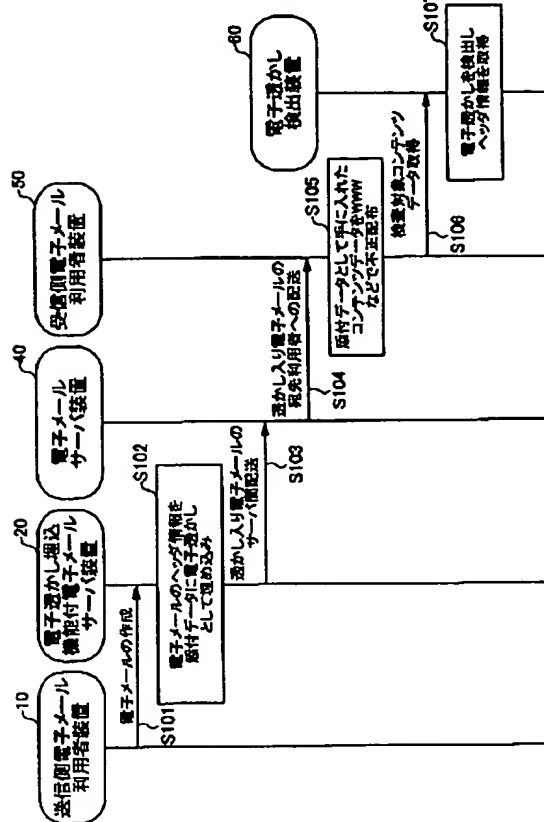 10
送信側電子メール
利用者装置
20
電子透かし埋込
機能付電子メール
サーバ装置
40
電子メール
サーバ装置
50
受信側電子メール
利用者装置
60
電子透かし
検出装置
電子メールの作成
S101
S102
電子メールのヘッダ情報を
添付データに電子透かし
として埋め込み
透かし入り電子メールの
サーバ間配送
S103
透かし入り電子メールの
宛先利用者への配送
S104
S105
添付データとして手に入れた
コンテンツデータをWWW
などで不正配布
検査対象コンテンツ
データ取得
S106
電子透かしを検出し
ヘッダ情報を取得